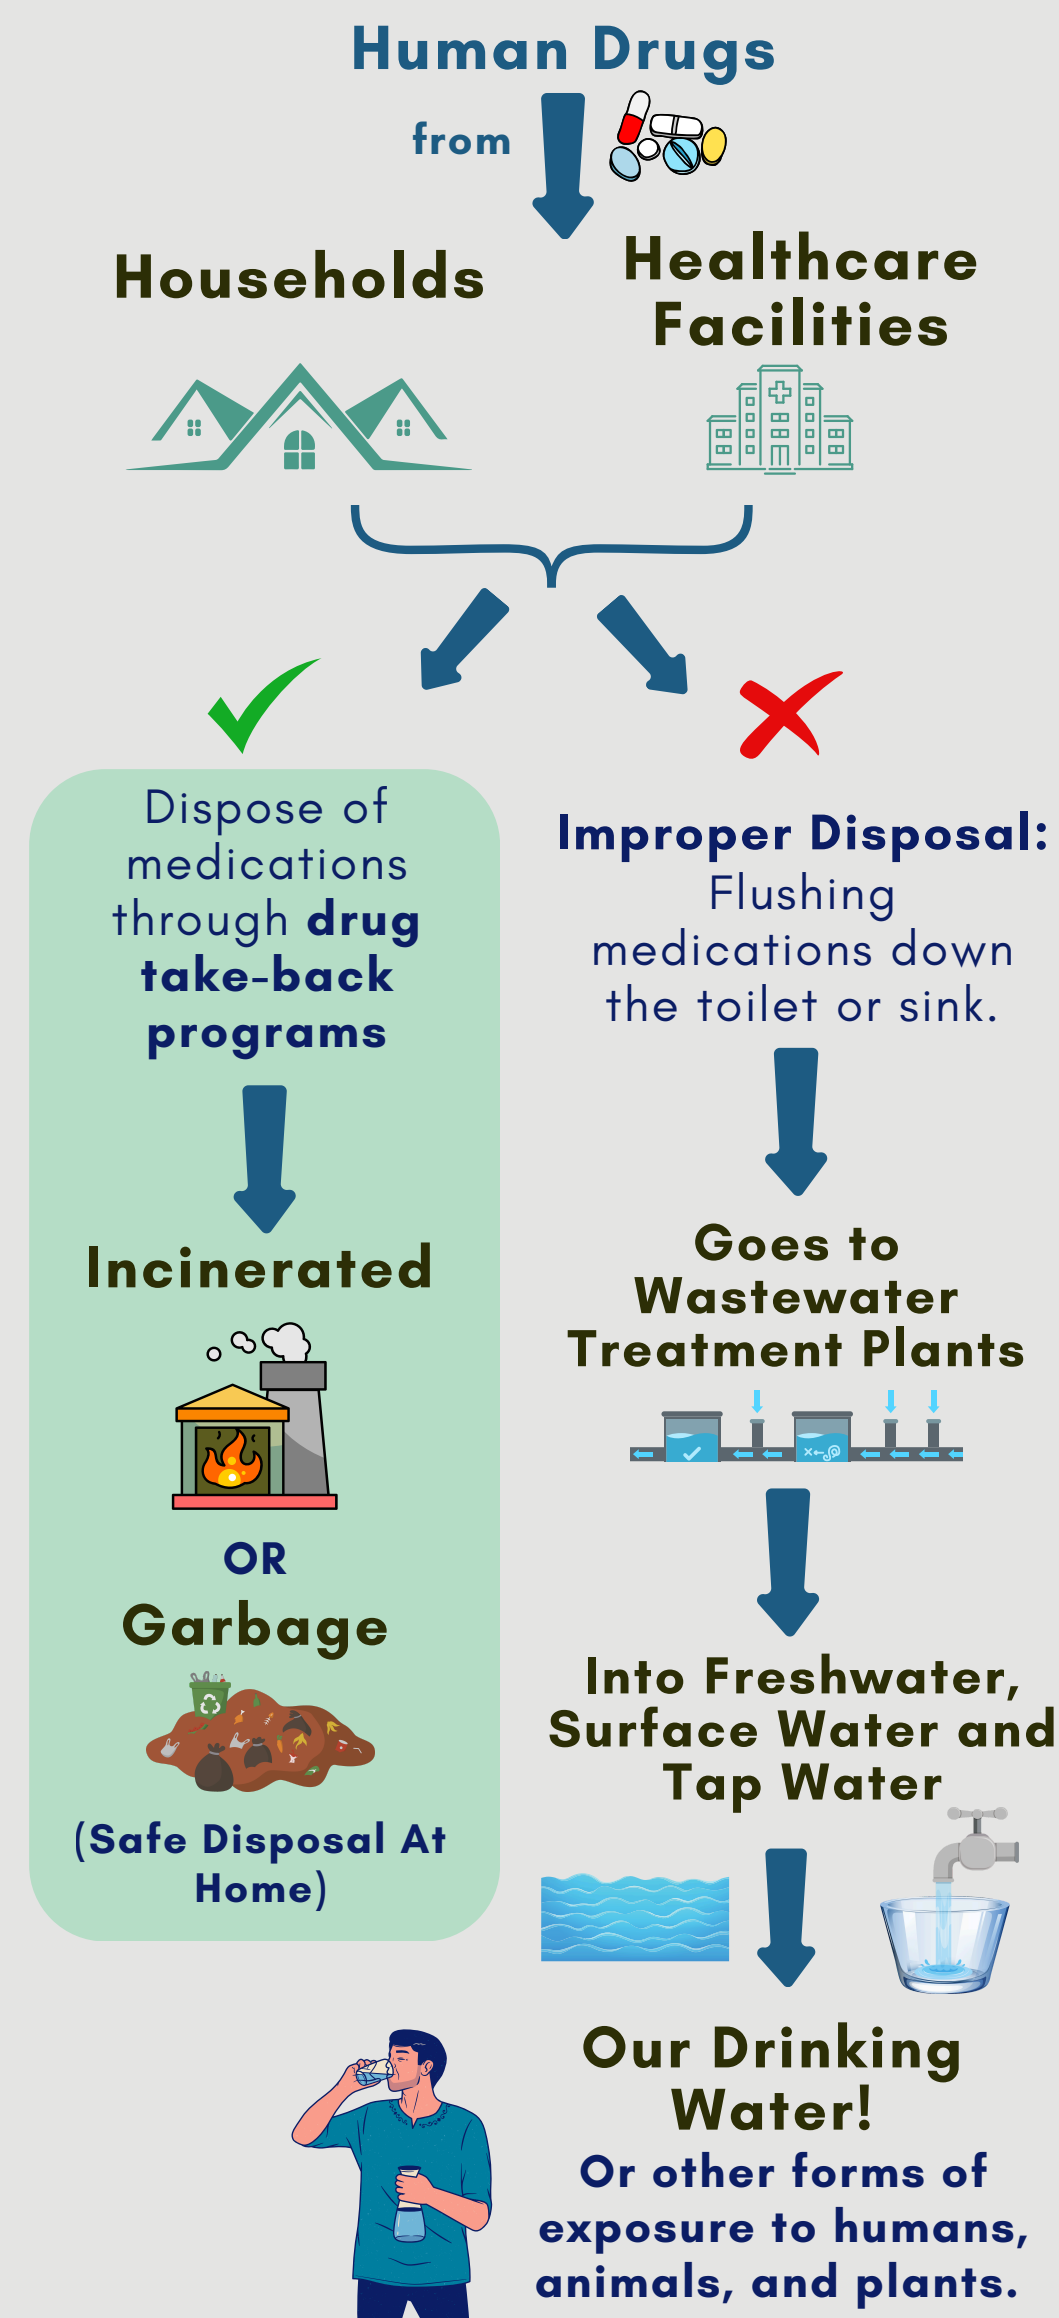 Human Drugs
from
Households
Healthcare
Facilities
Dispose of
medications
through drug
take-back
programs
Incinerated
OR
Garbage
(Safe Disposal At
Home)
Improper Disposal:
Flushing
medications down
the toilet or sink.
Goes to
Wastewater
Treatment Plants
Into Freshwater,
Surface Water and
Tap Water
Our Drinking
Water!
Or other forms of
exposure to humans,
animals, and plants.